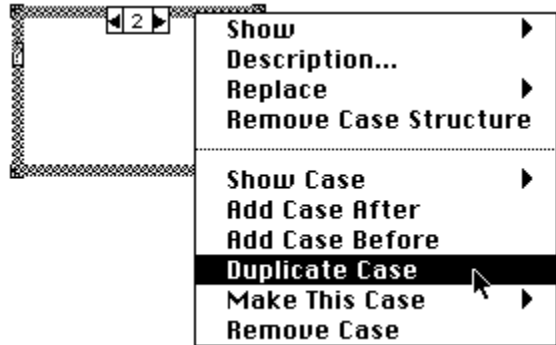 2
Show
Description...
Replace
Remove Case Structure
Show Case
Add Case After
Add Case Before
Duplicate Case
Make This Case
Remove Case